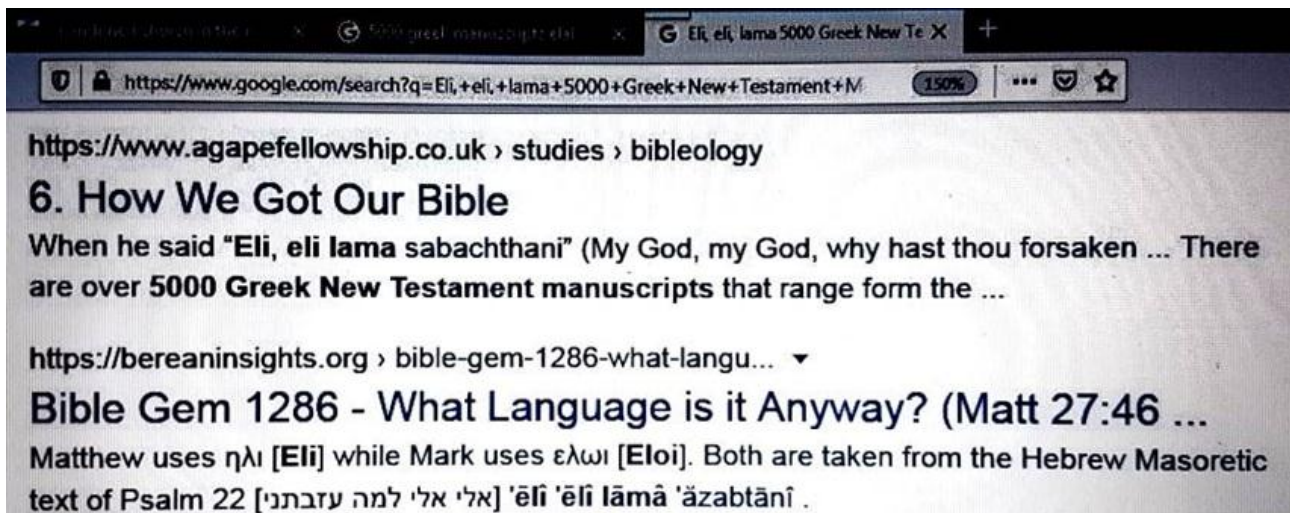 G Eli, eli, lama 5000 Greek New Te X +
https://www.google.com/search?q=Eli,+eli,+lama+5000+Greek+New+Testament+M 150% ...
https://www.agapefellowship.co.uk › studies › bibleology
6. How We Got Our Bible
When he said “Eli, eli lama sabachthani” (My God, my God, why hast thou forsaken ... There
are over 5000 Greek New Testament manuscripts that range form the ...
https://bereaninsights.org › bible-gem-1286-what-langu...
Bible Gem 1286 - What Language is it Anyway? (Matt 27:46 ...
Matthew uses ηλι [Eli] while Mark uses ελωι [Eloi]. Both are taken from the Hebrew Masoretic
text of Psalm 22 [אלי אלי למה עזבתני] 'ēlî 'ēlî lāmâ 'ăzabtānî .